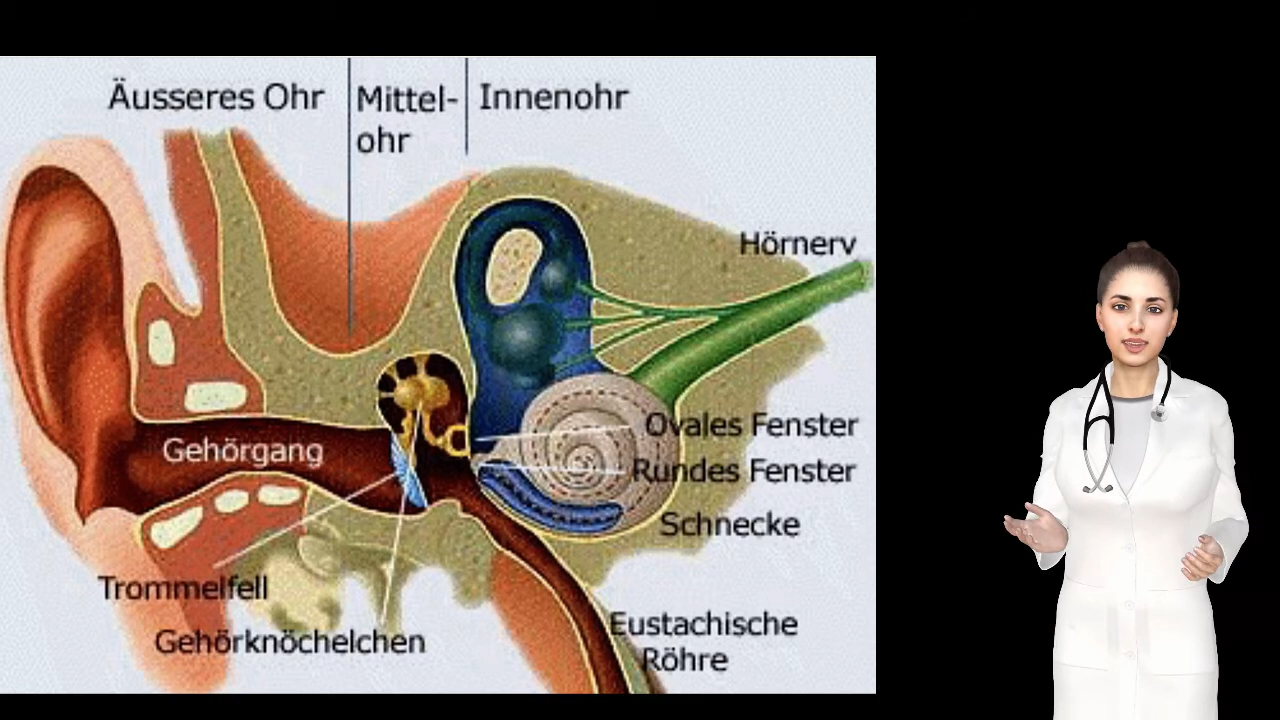 Äusseres Ohr
Mittel-
ohr
Innenohr
Hörnerv
Ovales Fenster
Gehörgang
Rundes Fenster
Schnecke
Trommelfell
Gehörknöchelchen
Eustachische
Röhre